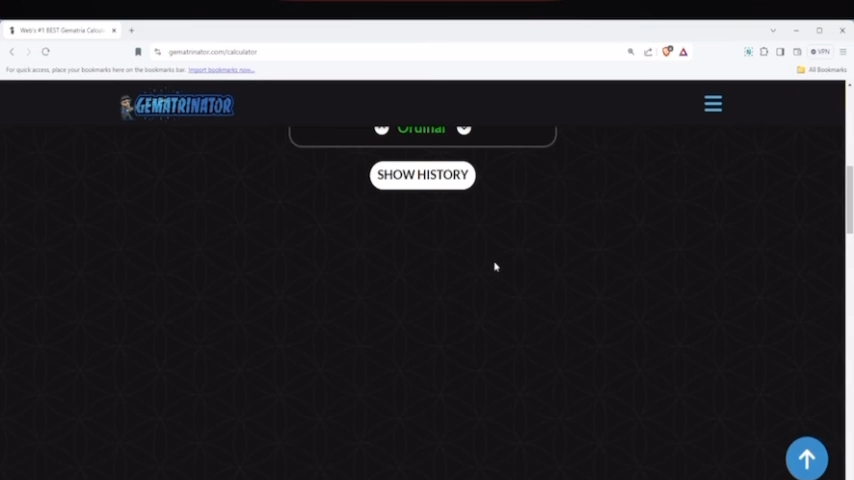 Web's #1 BEST Gematria Calcul
gematrinator.com/calculator
VPN
For quick access, place your bookmarks here on the bookmarks bar. Import bookmarks now...
All Bookmarks
GEMATRINATOR
Ordinal
SHOW HISTORY